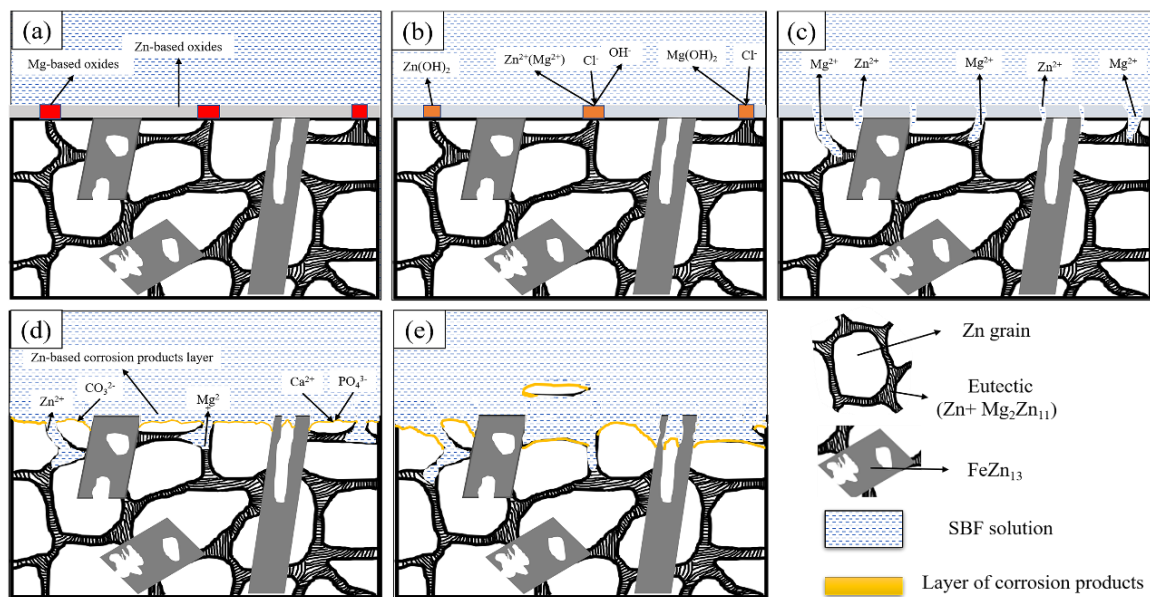 (a)
Zn-based oxides
Mg-based oxides
(b)
Zn(OH)₂
Zn²⁺(Mg²⁺)
Cl⁻
OH⁻
Mg(OH)₂
Cl⁻
(c)
Mg²⁺
Zn²⁺
Mg²⁺
Zn²⁺
Mg²⁺
(d)
Zn-based corrosion products layer
Zn²⁺
CO₃²⁻
Mg²
Ca²⁺
PO₄³⁻
(e)
Zn grain
Eutectic
(Zn+ Mg₂Zn₁₁)
FeZn₁₃
SBF solution
Layer of corrosion products